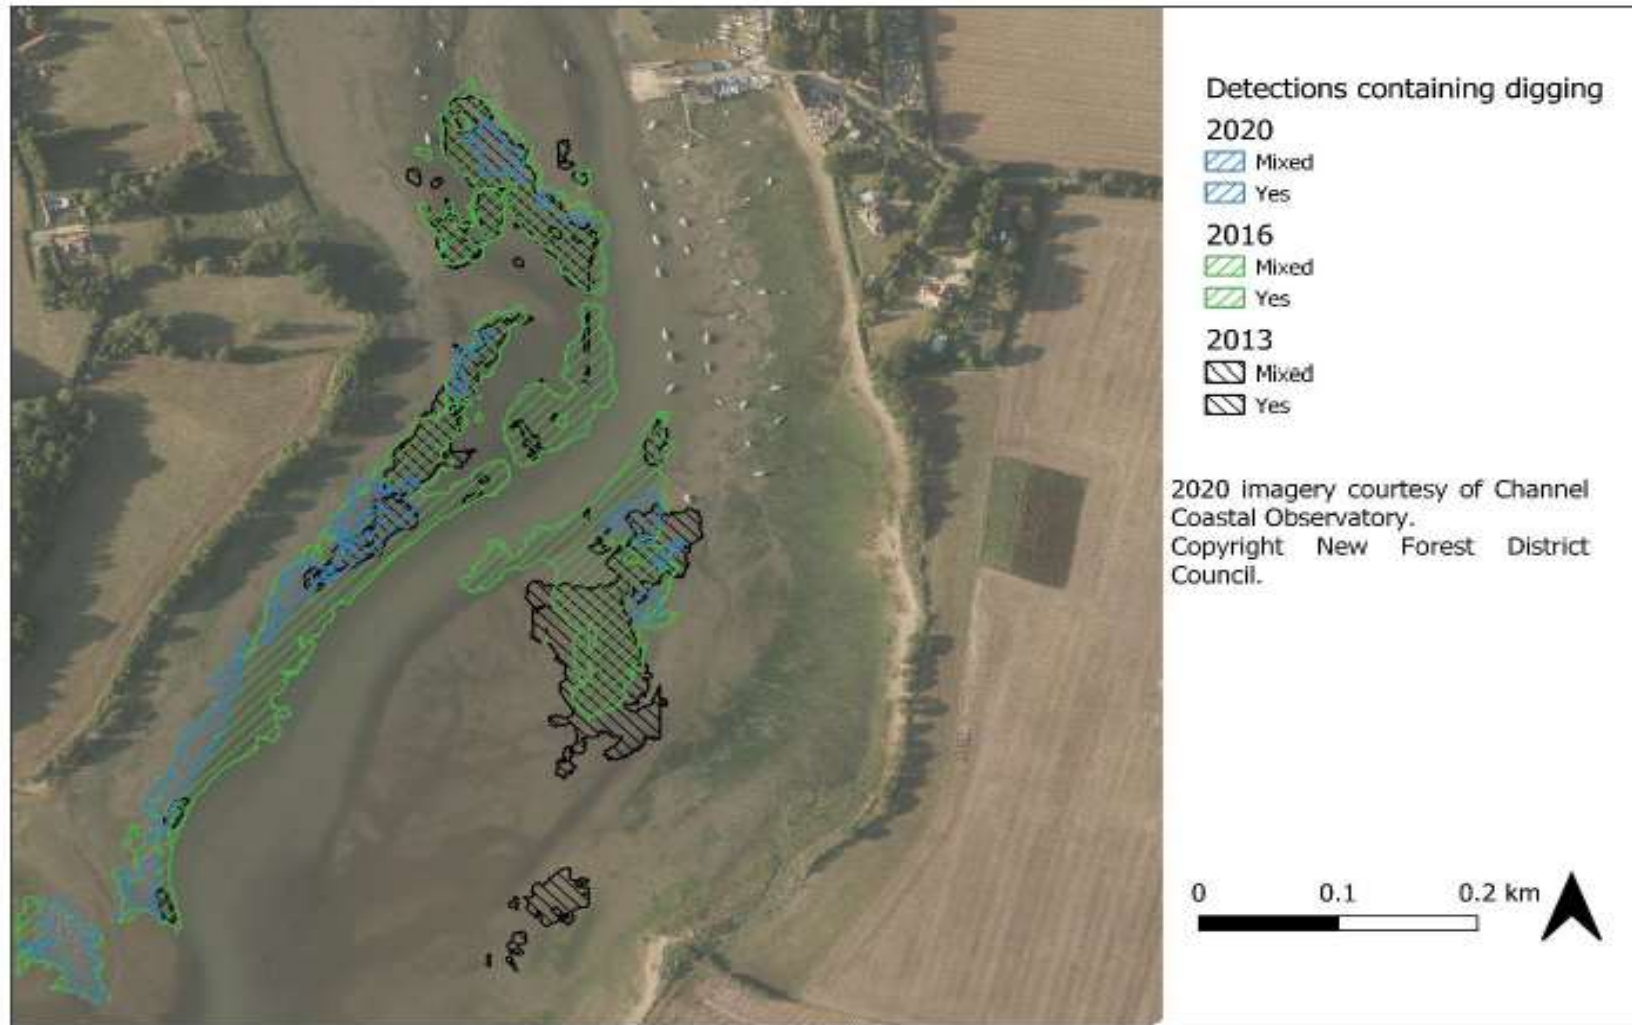 Detections containing digging
2020
Mixed
Yes
2016
Mixed
Yes
2013
Mixed
Yes
2020 imagery courtesy of Channel
Coastal Observatory.
Copyright New Forest District
Council.
0 0.1 0.2 km